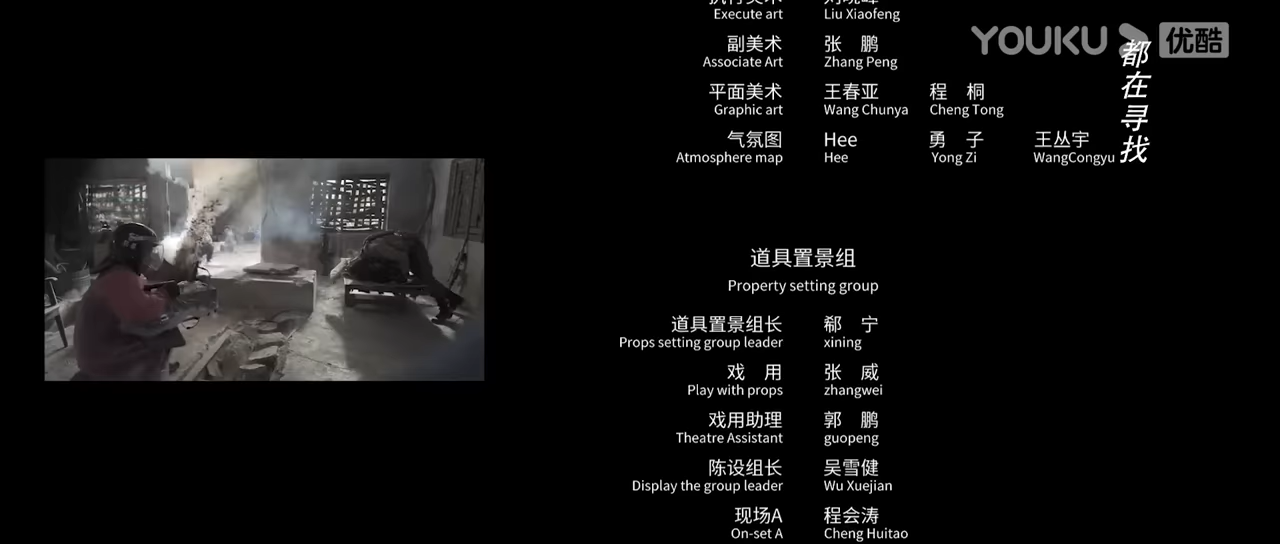 Execute art
Liu Xiaofeng
YOUKU 优酷
都在寻找
副美术 张 鹏
Associate Art Zhang Peng
平面美术 王春亚 程 桐
Graphic art Wang Chunya Cheng Tong
气氛图 Hee 勇 子 王丛宇
Atmosphere map Hee Yong Zi WangCongyu
道具置景组
Property setting group
道具置景组长 郗 宁
Props setting group leader xining
戏 用 张 威
Play with props zhangwei
戏用助理 郭 鹏
Theatre Assistant guopeng
陈设组长 吴雪健
Display the group leader Wu Xuejian
现场A 程会涛
On-set A Cheng Huitao